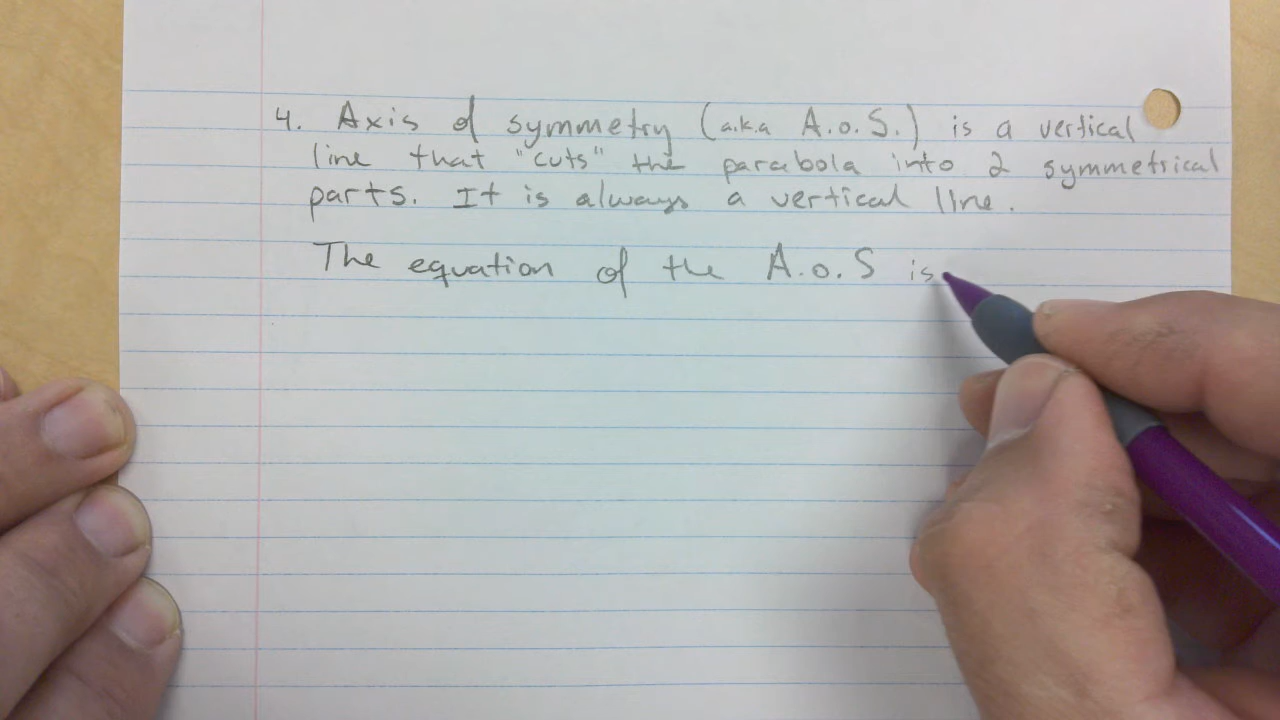 4. Axis of symmetry (a.k.a A.o.S.) is a vertical
line that "cuts" the parabola into 2 symmetrical
parts. It is always a vertical line.
The equation of the A.o.S is